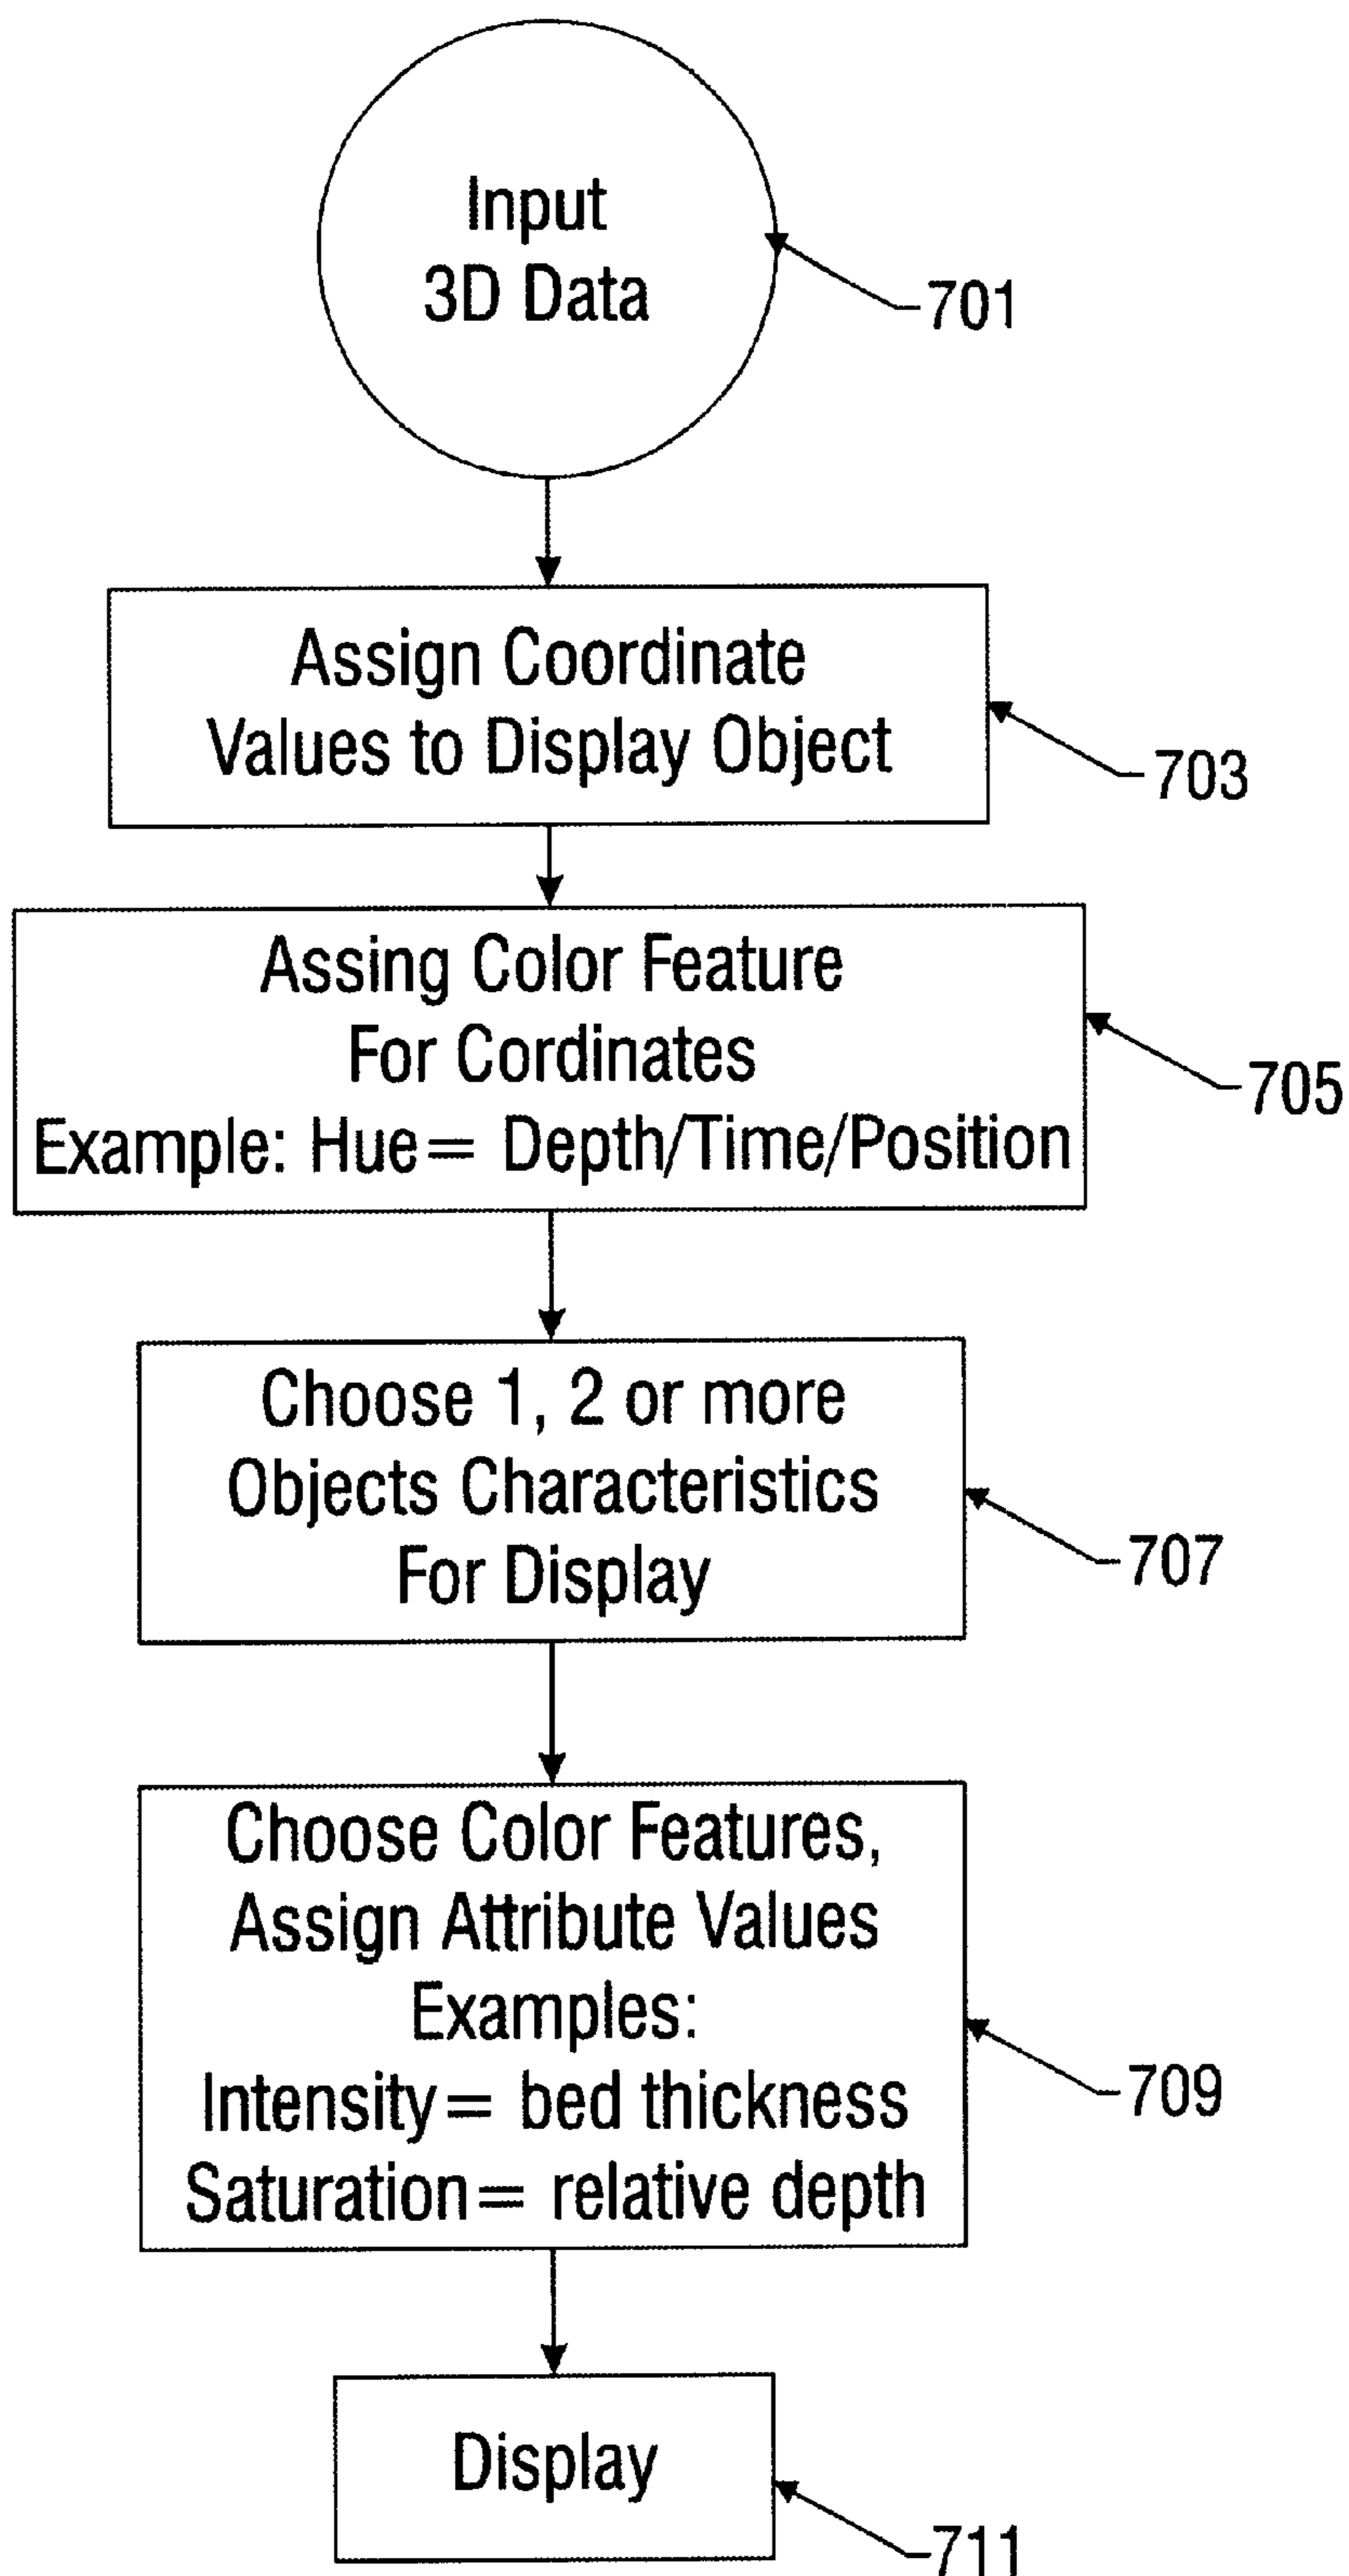 Input
3D Data
701
Assign Coordinate
Values to Display Object
703
Assing Color Feature
For Cordinates
Example: Hue= Depth/Time/Position
705
Choose 1, 2 or more
Objects Characteristics
For Display
707
Choose Color Features,
Assign Attribute Values
Examples:
Intensity= bed thickness
Saturation= relative depth
709
Display
711